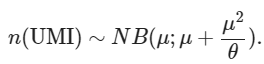 n(UMI) ∼ NB(μ; μ + μ²/θ).